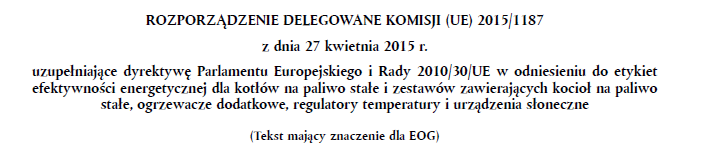 ROZPORZĄDZENIE DELEGOWANE KOMISJI (UE) 2015/1187
z dnia 27 kwietnia 2015 r.
uzupełniające dyrektywę Parlamentu Europejskiego i Rady 2010/30/UE w odniesieniu do etykiet
efektywności energetycznej dla kotłów na paliwo stałe i zestawów zawierających kocioł na paliwo
stałe, ogrzewacze dodatkowe, regulatory temperatury i urządzenia słoneczne
(Tekst mający znaczenie dla EOG)